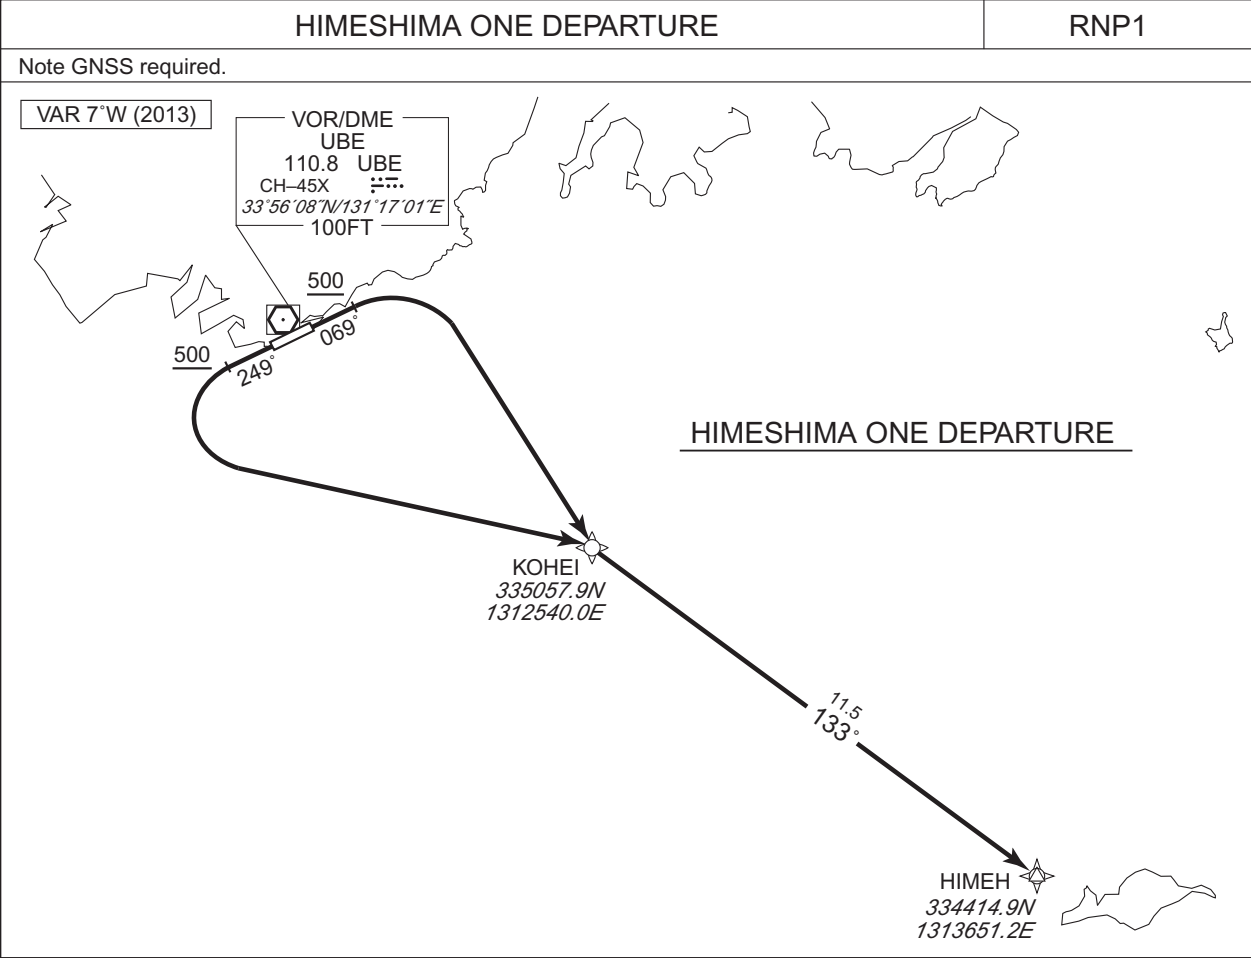 HIMESHIMA ONE DEPARTURE
RNP1
Note GNSS required.
VAR 7˚W (2013)
VOR/DME
UBE
110.8 UBE
CH–45X
33˚56´08˝N/131˚17´01˝E
100FT
500
069˚
500
249˚
HIMESHIMA ONE DEPARTURE
KOHEI
335057.9N
1312540.0E
11.5
133˚
HIMEH
334414.9N
1313651.2E